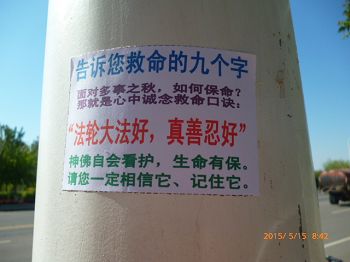 告诉您救命的九个字
面对多事之秋，如何保命？
那就是心中诚念救命口诀：
“法轮大法好，真善忍好”
神佛自会看护，生命有保。
请您一定相信它、记住它。
2015/ 5/15 8:42